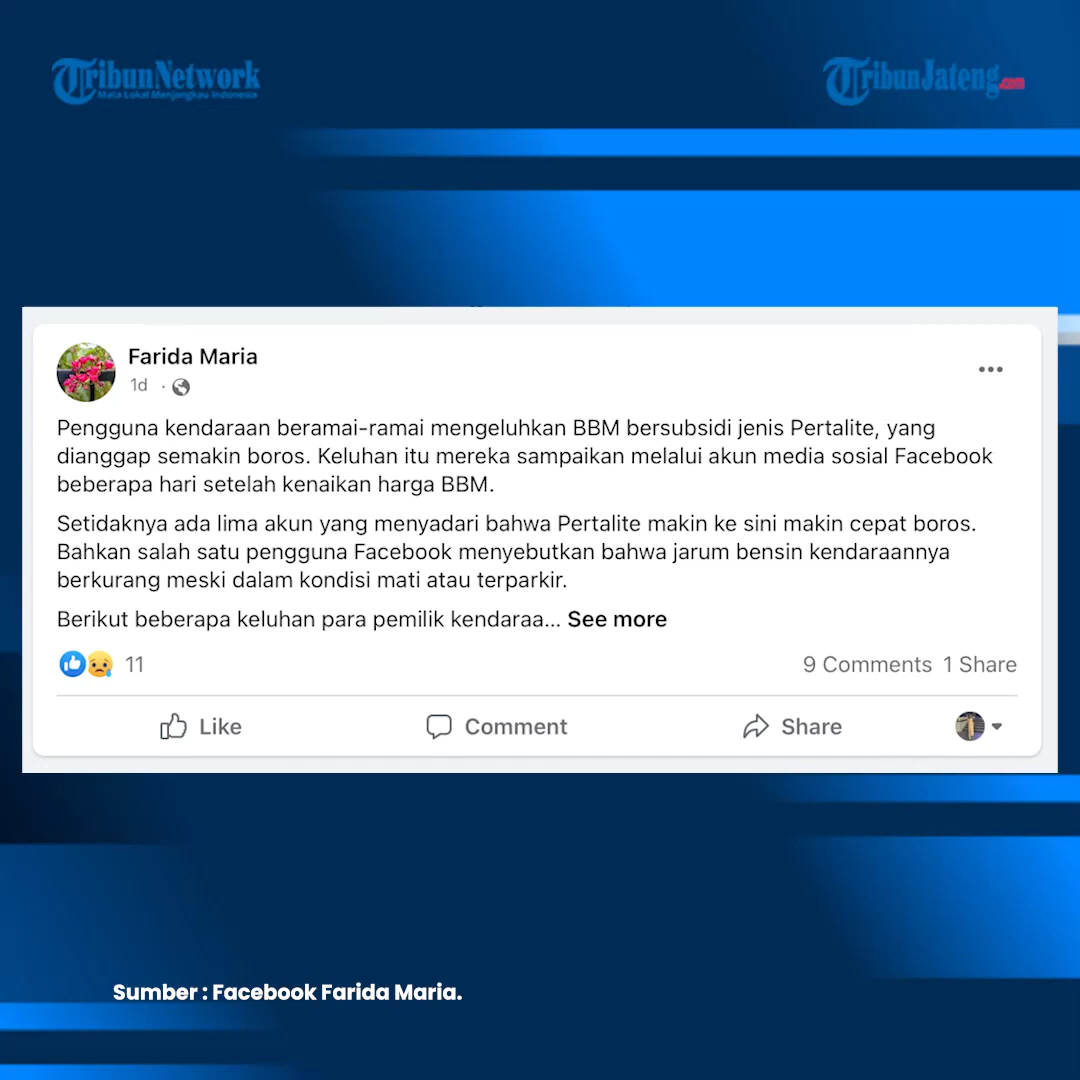 TribunNetwork
Mata Lokal Menjangkau Indonesia
TribunJateng.com
Farida Maria
1d ·
Pengguna kendaraan beramai-ramai mengeluhkan BBM bersubsidi jenis Pertalite, yang
dianggap semakin boros. Keluhan itu mereka sampaikan melalui akun media sosial Facebook
beberapa hari setelah kenaikan harga BBM.
Setidaknya ada lima akun yang menyadari bahwa Pertalite makin ke sini makin cepat boros.
Bahkan salah satu pengguna Facebook menyebutkan bahwa jarum bensin kendaraannya
berkurang meski dalam kondisi mati atau terparkir.
Berikut beberapa keluhan para pemilik kendaraa... See more
11
9 Comments 1 Share
Like Comment Share
Sumber : Facebook Farida Maria.